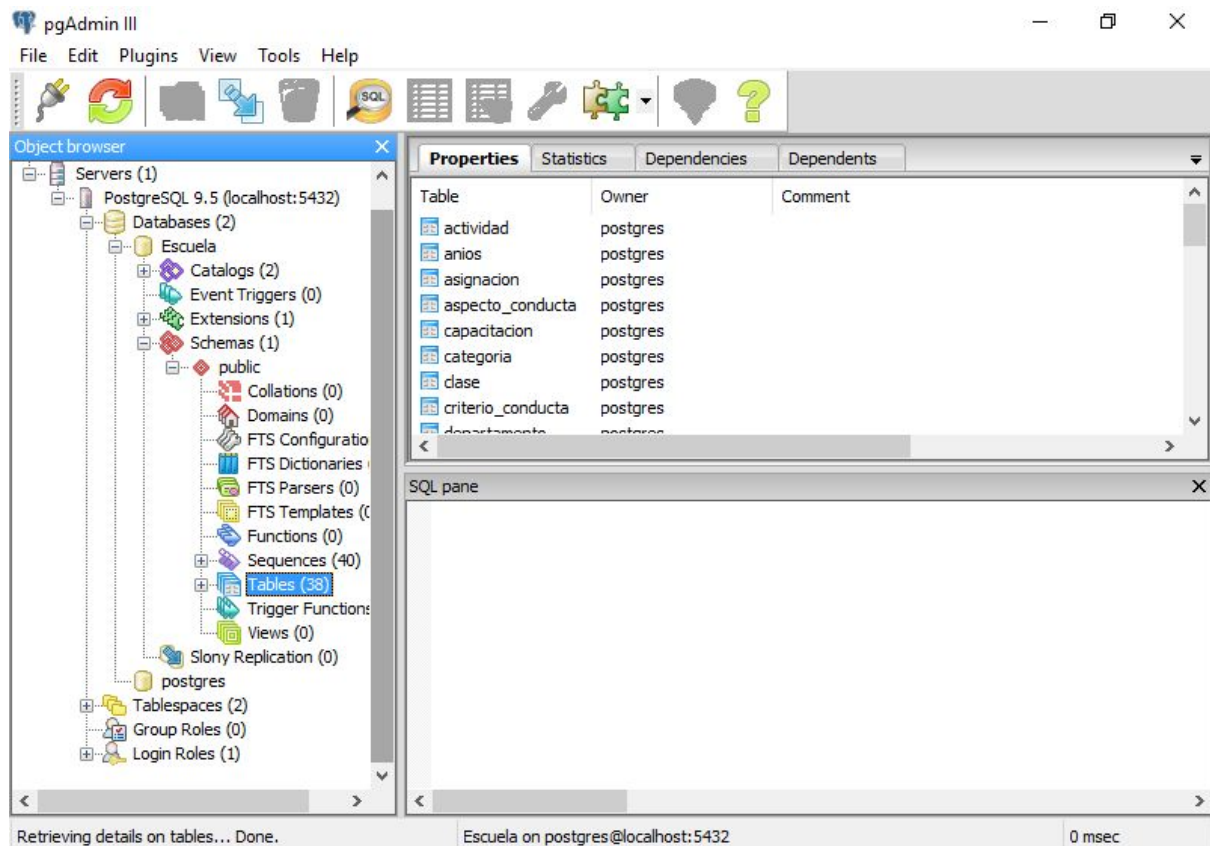 pgAdmin III
File Edit Plugins View Tools Help
SQL
Object browser
Servers (1)
PostgreSQL 9.5 (localhost:5432)
Databases (2)
Escuela
Catalogs (2)
Event Triggers (0)
Extensions (1)
Schemas (1)
public
Collations (0)
Domains (0)
FTS Configuratio
FTS Dictionaries
FTS Parsers (0)
FTS Templates (0
Functions (0)
Sequences (40)
Tables (38)
Trigger Functions
Views (0)
Slony Replication (0)
postgres
Tablespaces (2)
Group Roles (0)
Login Roles (1)
Properties Statistics Dependencies Dependents
Table Owner Comment
actividad postgres
anios postgres
asignacion postgres
aspecto_conducta postgres
capacitacion postgres
categoria postgres
clase postgres
criterio_conducta postgres
departamento postgres
SQL pane
Retrieving details on tables... Done. Escuela on postgres@localhost:5432 0 msec